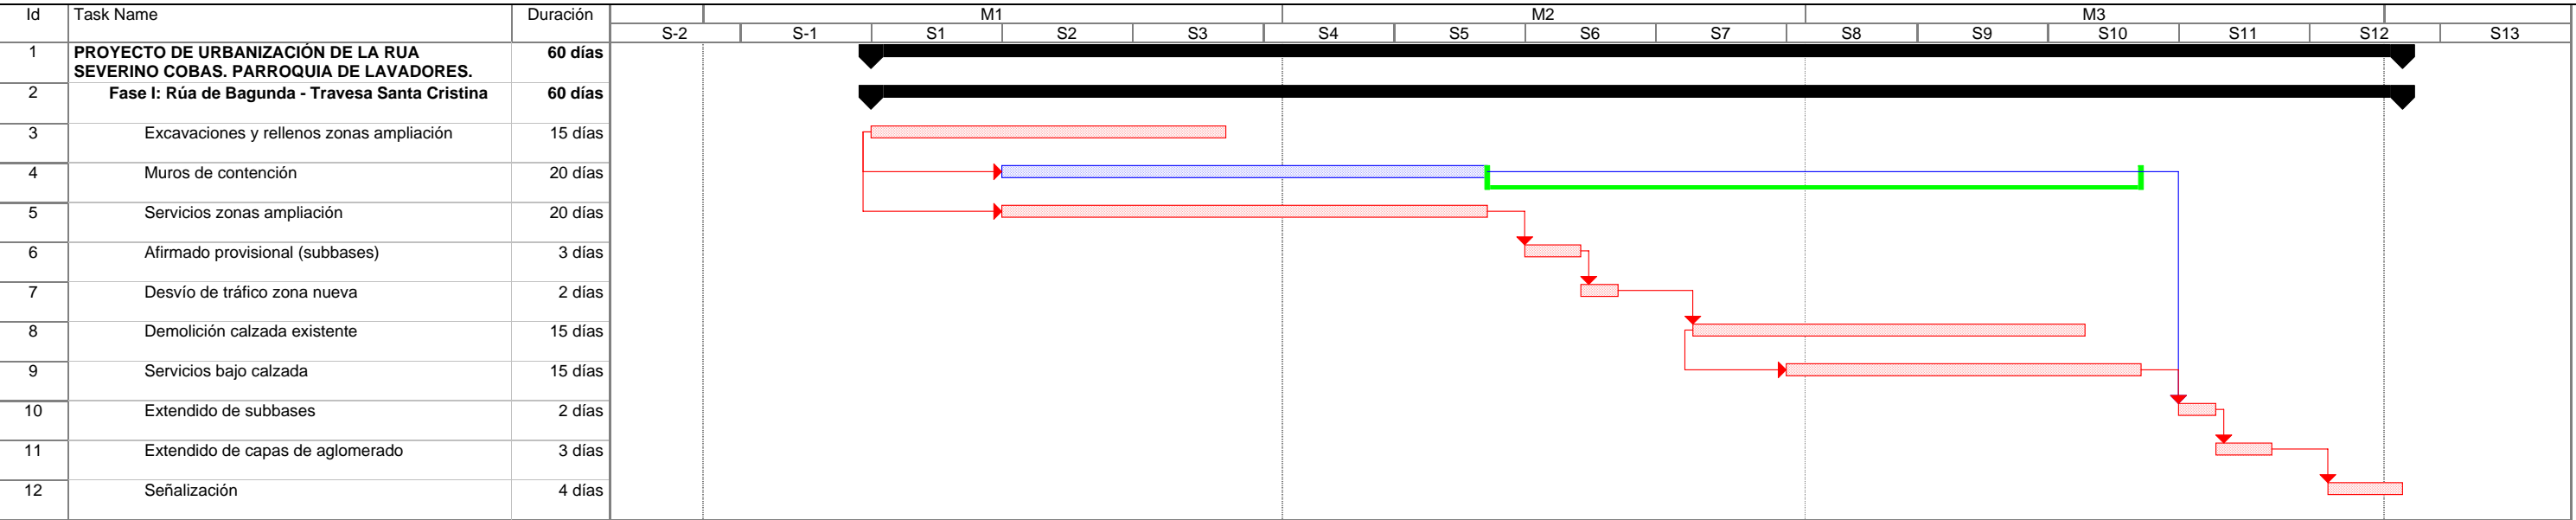 Id Task Name Duración M1 M2 M3
S-2 S-1 S1 S2 S3 S4 S5 S6 S7 S8 S9 S10 S11 S12 S13
1 PROYECTO DE URBANIZACIÓN DE LA RUA 60 días
SEVERINO COBAS. PARROQUIA DE LAVADORES.
2 Fase I: Rúa de Bagunda - Travesa Santa Cristina 60 días
3 Excavaciones y rellenos zonas ampliación 15 días
4 Muros de contención 20 días
5 Servicios zonas ampliación 20 días
6 Afirmado provisional (subbases) 3 días
7 Desvío de tráfico zona nueva 2 días
8 Demolición calzada existente 15 días
9 Servicios bajo calzada 15 días
10 Extendido de subbases 2 días
11 Extendido de capas de aglomerado 3 días
12 Señalización 4 días